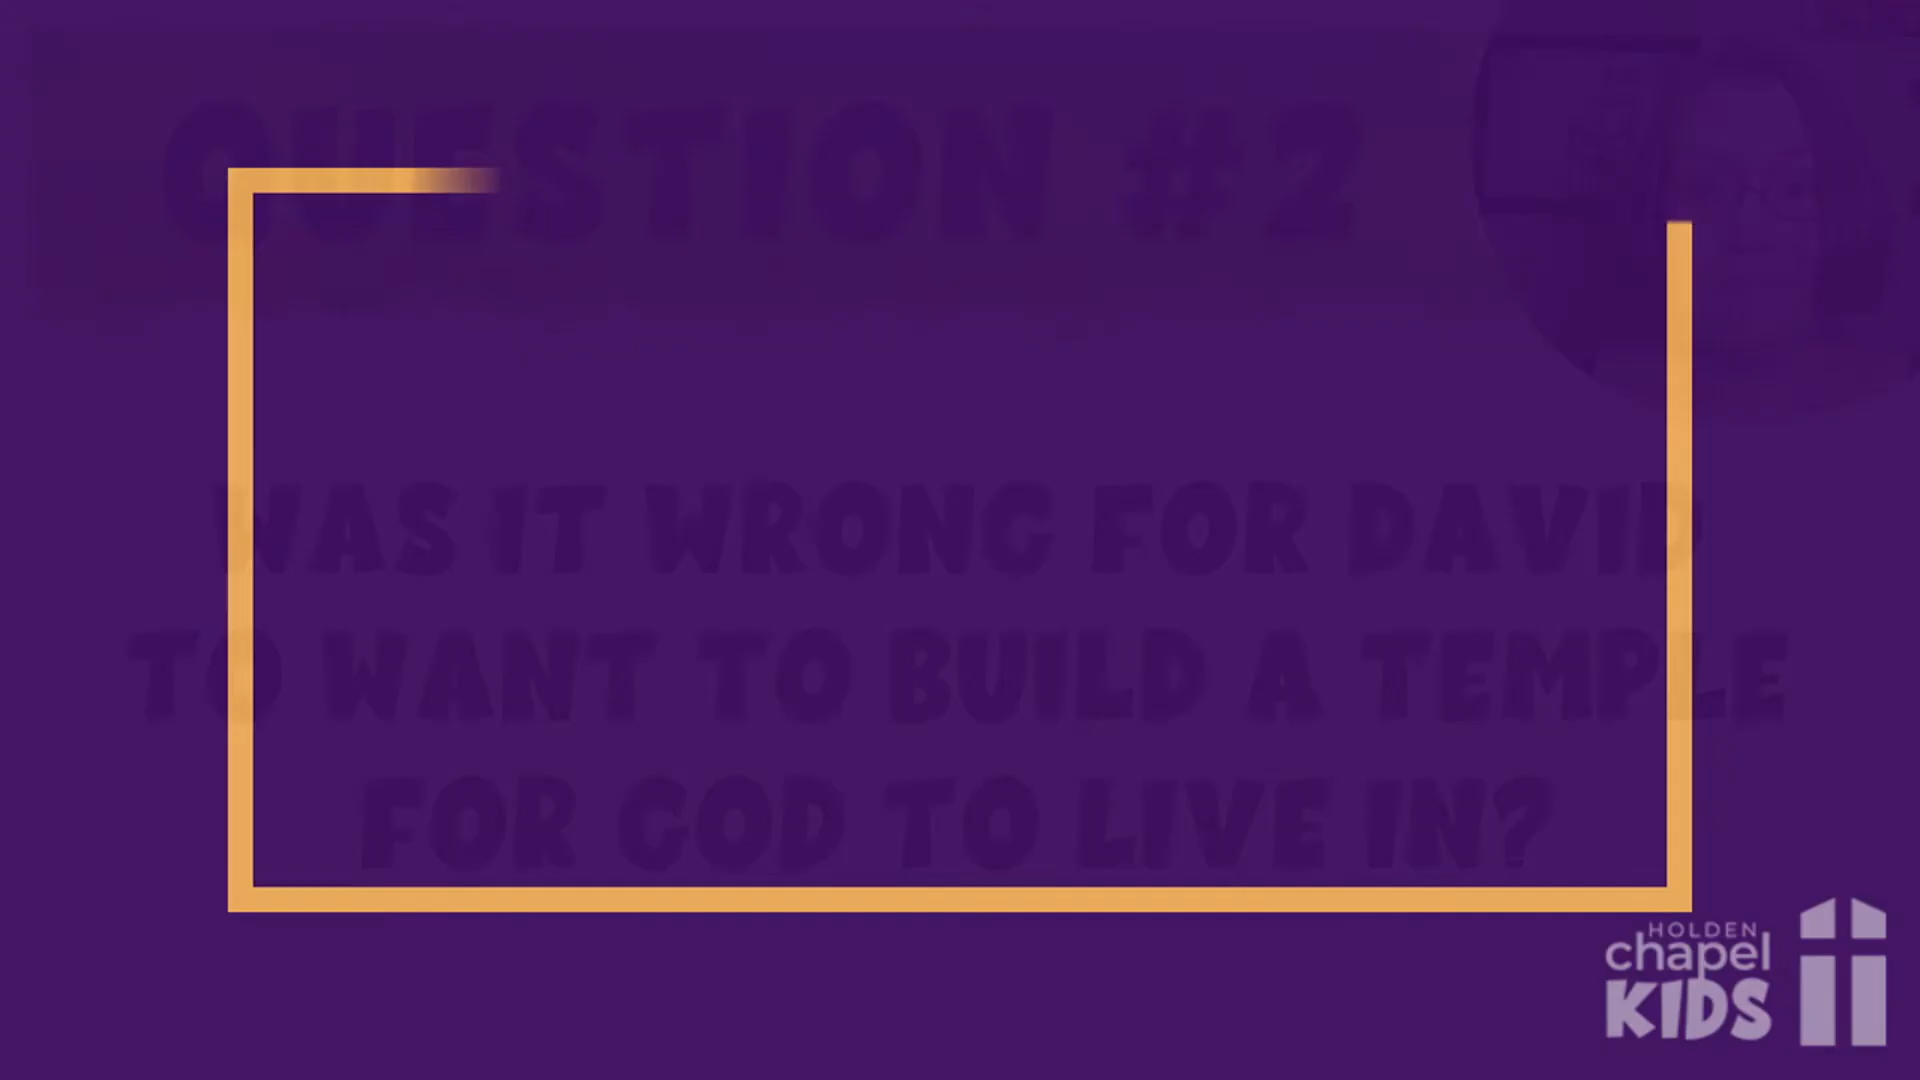 QUESTION #2
WAS IT WRONG FOR DAVID
TO WANT TO BUILD A TEMPLE
FOR GOD TO LIVE IN?
HOLDEN
chapel
KIDS